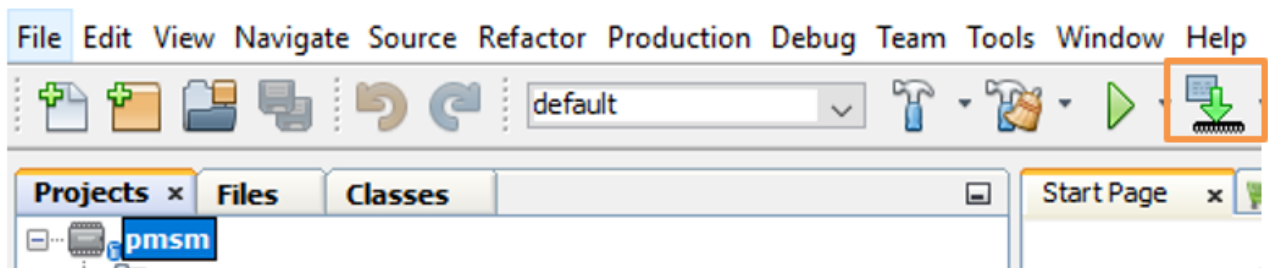 File Edit View Navigate Source Refactor Production Debug Team Tools Window Help
default
Projects x Files Classes
Start Page x
pmsm